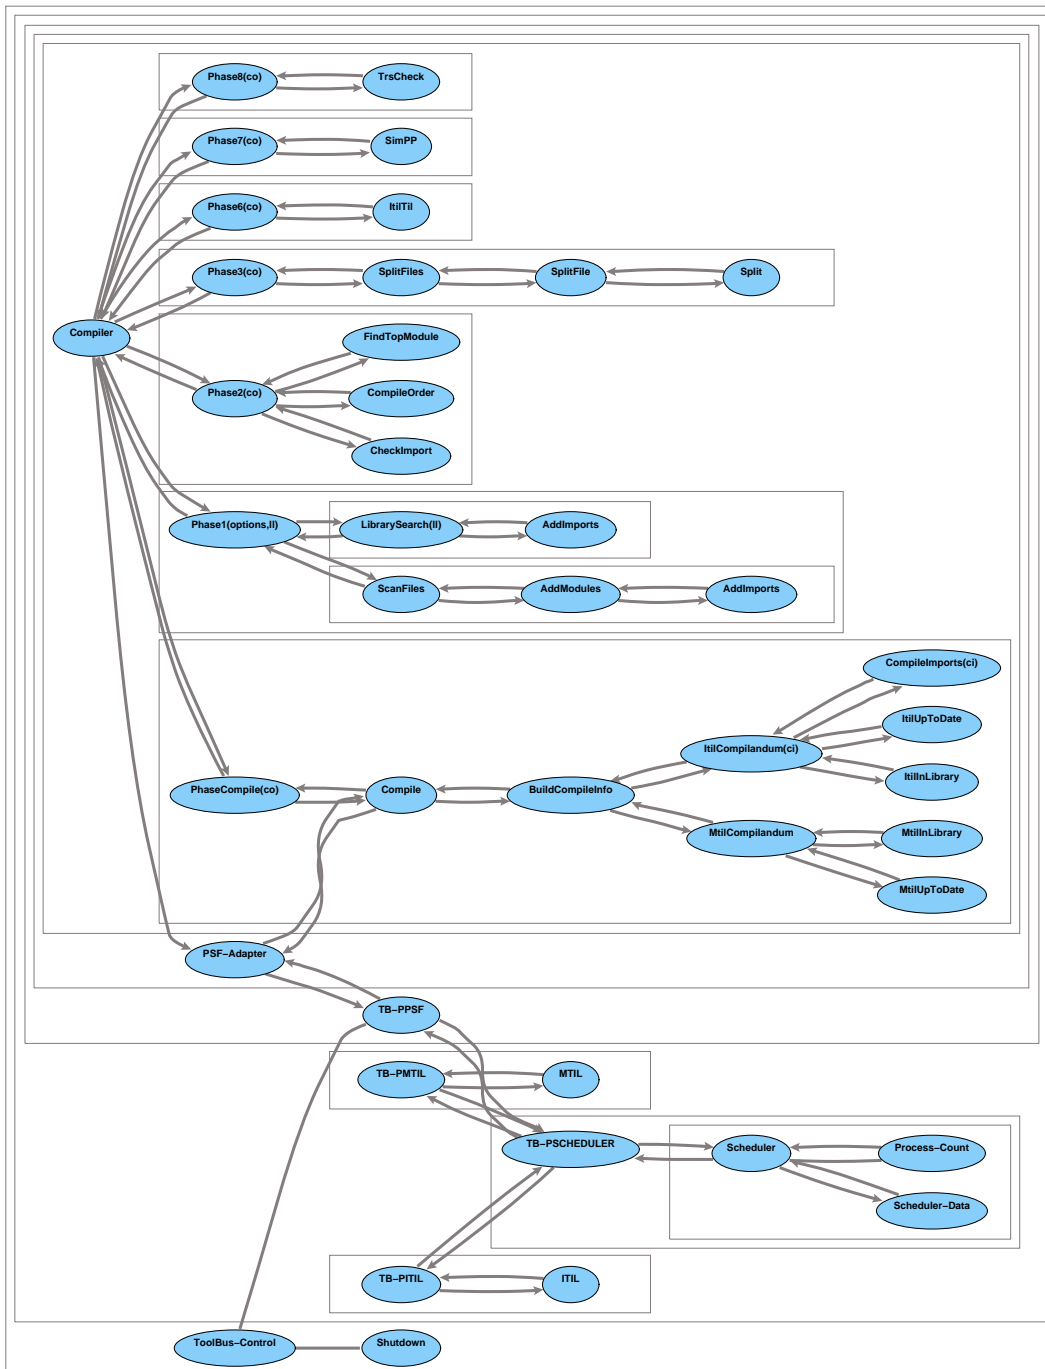 Phase8(co)
TrsCheck
Phase7(co)
SimPP
Phase6(co)
ItilTil
Phase3(co)
SplitFiles
SplitFile
Split
Compiler
FindTopModule
Phase2(co)
CompileOrder
CheckImport
Phase1(options,ll)
LibrarySearch(ll)
AddImports
ScanFiles
AddModules
AddImports
CompileImports(ci)
ItilUpToDate
ItilCompilandum(ci)
ItilInLibrary
PhaseCompile(co)
Compile
BuildCompileInfo
MtilCompilandum
MtilInLibrary
MtilUpToDate
PSF−Adapter
TB−PPSF
TB−PMTIL
MTIL
TB−PSCHEDULER
Scheduler
Process−Count
Scheduler−Data
TB−PITIL
ITIL
ToolBus−Control
Shutdown